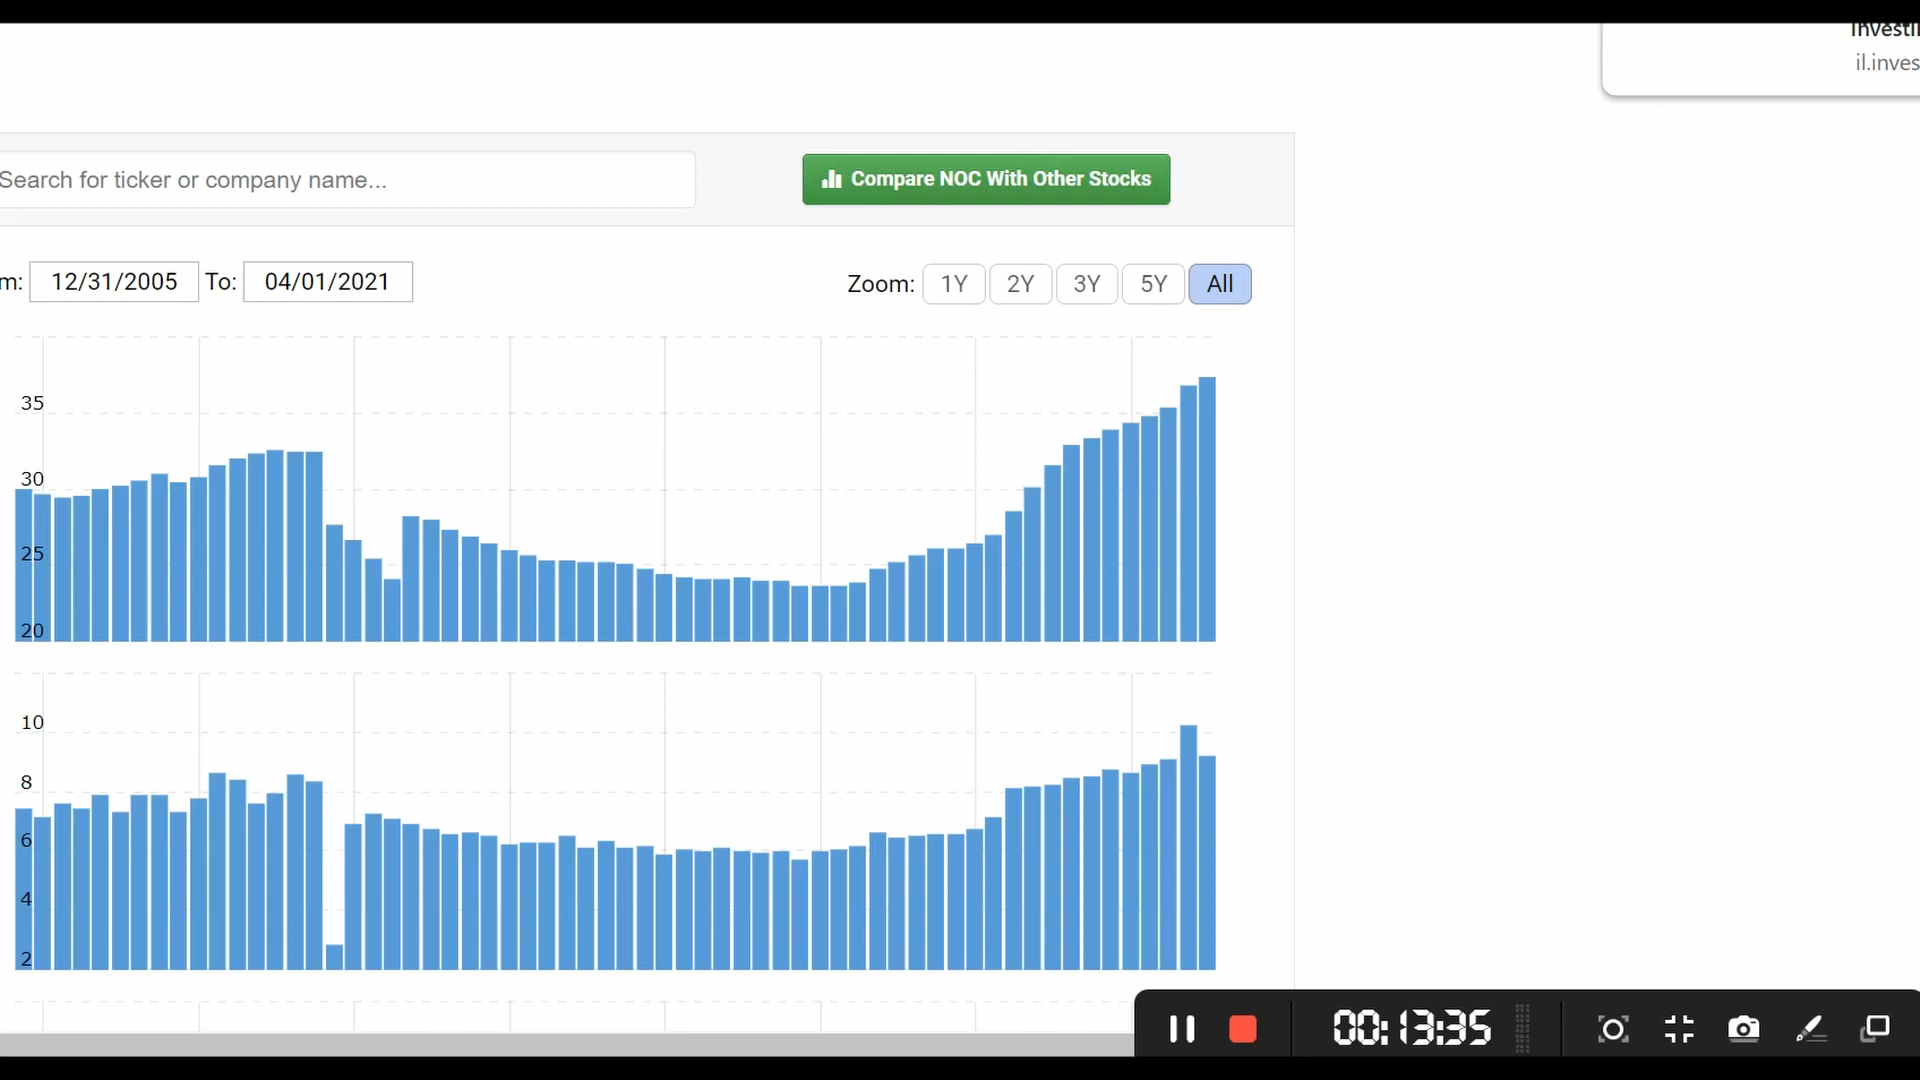 Investi
il.inves
Search for ticker or company name...
Compare NOC With Other Stocks
m: 12/31/2005 To: 04/01/2021
Zoom: 1Y 2Y 3Y 5Y All
35
30
25
20
10
8
6
4
2
00:13:35